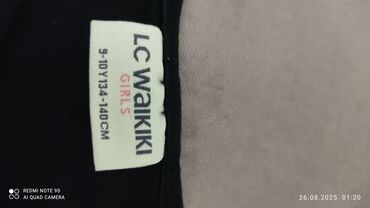 LC WAIKIKI
GIRLS
9-10Y 134-140CM
REDMI NOTE 9S
AI QUAD CAMERA
26.08.2025 01:20